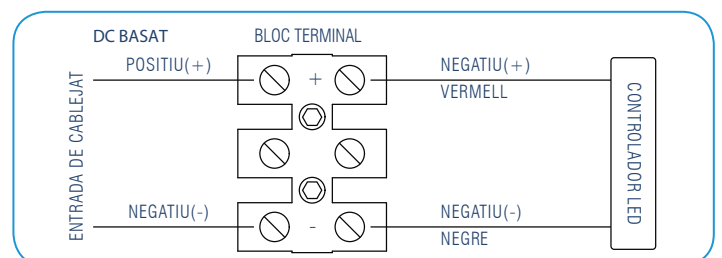 DC BASAT
BLOC TERMINAL
POSITIU(+)
+
NEGATIU(+)
VERMELL
ENTRADA DE CABLEJAT
CONTROLADOR LED
NEGATIU(-)
-
NEGATIU(-)
NEGRE